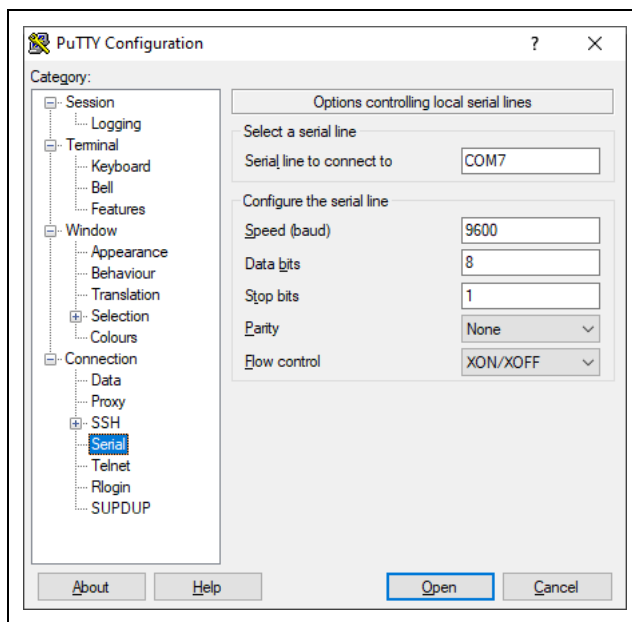 PuTTY Configuration ? ×
Category:
Session
Logging
Terminal
Keyboard
Bell
Features
Window
Appearance
Behaviour
Translation
Selection
Colours
Connection
Data
Proxy
SSH
Serial
Telnet
Rlogin
SUPDUP
Options controlling local serial lines
Select a serial line
Serial line to connect to COM7
Configure the serial line
Speed (baud) 9600
Data bits 8
Stop bits 1
Parity None
Flow control XON/XOFF
About Help Open Cancel